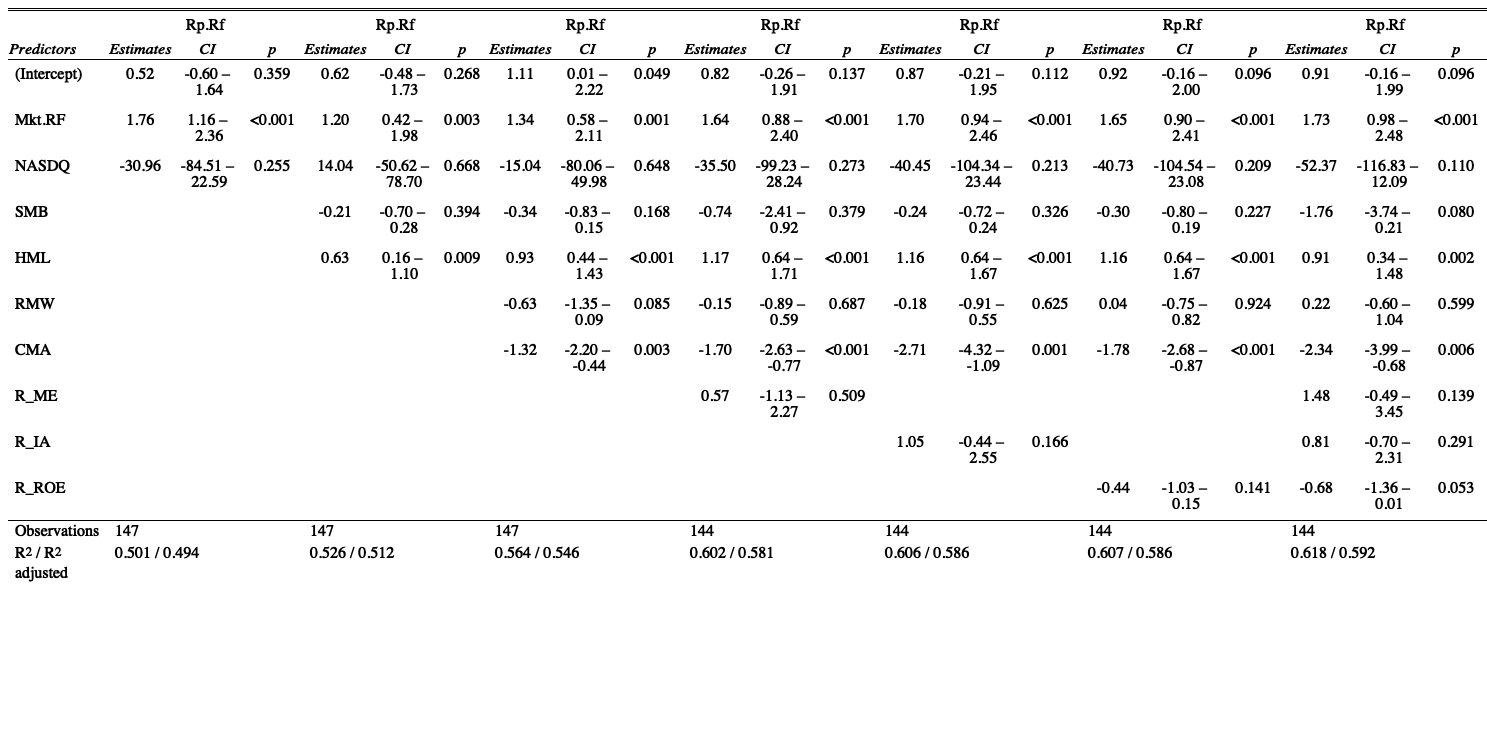 Rp.Rf Rp.Rf Rp.Rf Rp.Rf Rp.Rf Rp.Rf Rp.Rf
Predictors Estimates CI p Estimates CI p Estimates CI p Estimates CI p Estimates CI p Estimates CI p Estimates CI p
(Intercept) 0.52 -0.60 – 0.359 0.62 -0.48 – 0.268 1.11 0.01 – 0.049 0.82 -0.26 – 0.137 0.87 -0.21 – 0.112 0.92 -0.16 – 0.096 0.91 -0.16 – 0.096
1.64 1.73 2.22 1.91 1.95 2.00 1.99
Mkt.RF 1.76 1.16 – <0.001 1.20 0.42 – 0.003 1.34 0.58 – 0.001 1.64 0.88 – <0.001 1.70 0.94 – <0.001 1.65 0.90 – <0.001 1.73 0.98 – <0.001
2.36 1.98 2.11 2.40 2.46 2.41 2.48
NASDQ -30.96 -84.51 – 0.255 14.04 -50.62 – 0.668 -15.04 -80.06 – 0.648 -35.50 -99.23 – 0.273 -40.45 -104.34 – 0.213 -40.73 -104.54 – 0.209 -52.37 -116.83 – 0.110
22.59 78.70 49.98 28.24 23.44 23.08 12.09
SMB -0.21 -0.70 – 0.394 -0.34 -0.83 – 0.168 -0.74 -2.41 – 0.379 -0.24 -0.72 – 0.326 -0.30 -0.80 – 0.227 -1.76 -3.74 – 0.080
0.28 0.15 0.92 0.24 0.19 0.21
HML 0.63 0.16 – 0.009 0.93 0.44 – <0.001 1.17 0.64 – <0.001 1.16 0.64 – <0.001 1.16 0.64 – <0.001 0.91 0.34 – 0.002
1.10 1.43 1.71 1.67 1.67 1.48
RMW -0.63 -1.35 – 0.085 -0.15 -0.89 – 0.687 -0.18 -0.91 – 0.625 0.04 -0.75 – 0.924 0.22 -0.60 – 0.599
0.09 0.59 0.55 0.82 1.04
CMA -1.32 -2.20 – 0.003 -1.70 -2.63 – <0.001 -2.71 -4.32 – 0.001 -1.78 -2.68 – <0.001 -2.34 -3.99 – 0.006
-0.44 -0.77 -1.09 -0.87 -0.68
R_ME 0.57 -1.13 – 0.509 1.48 -0.49 – 0.139
2.27 3.45
R_IA 1.05 -0.44 – 0.166 0.81 -0.70 – 0.291
2.55 2.31
R_ROE -0.44 -1.03 – 0.141 -0.68 -1.36 – 0.053
0.15 0.01
Observations 147 147 147 144 144 144 144
R2 / R2 0.501 / 0.494 0.526 / 0.512 0.564 / 0.546 0.602 / 0.581 0.606 / 0.586 0.607 / 0.586 0.618 / 0.592
adjusted